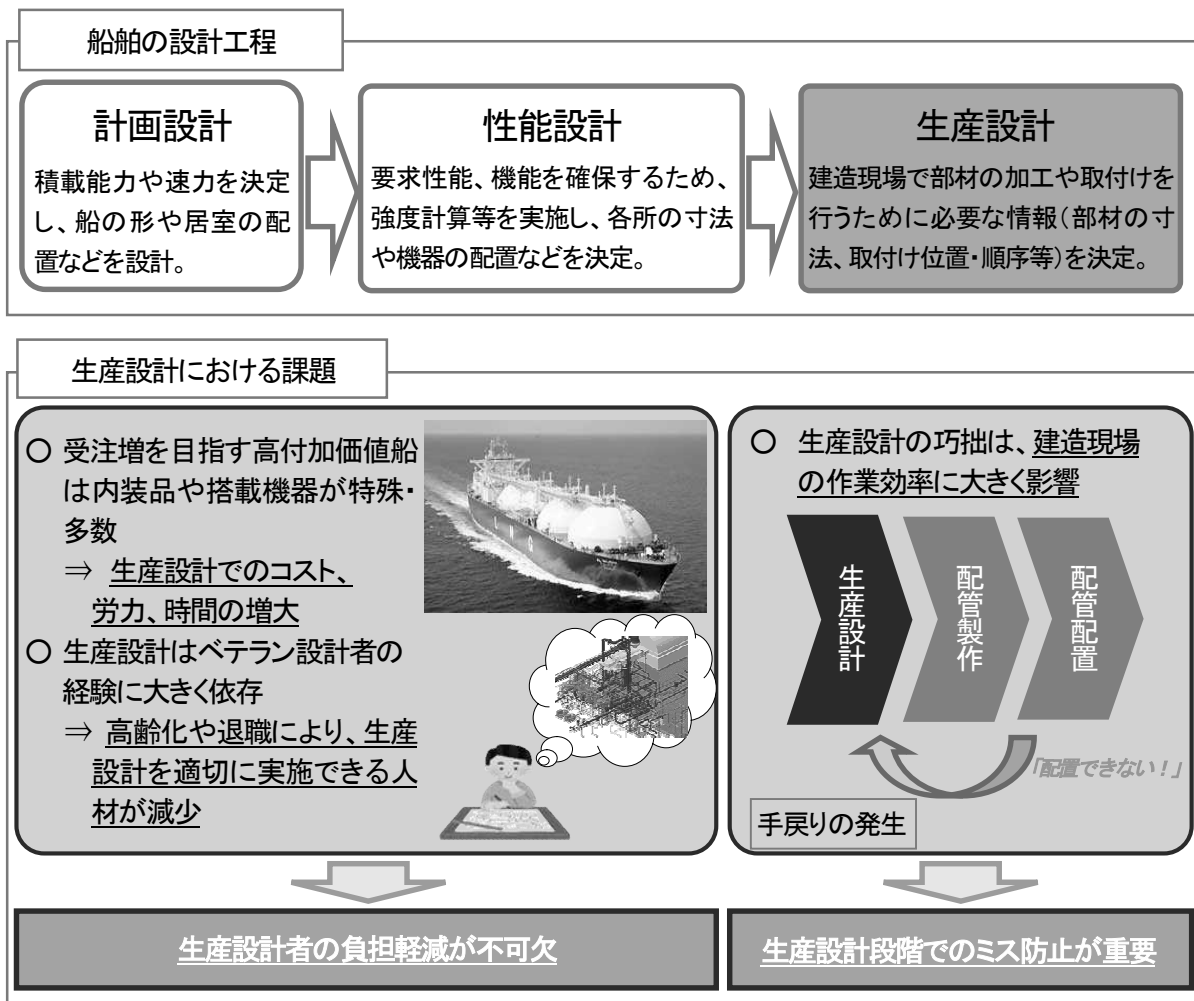 船舶の設計工程
計画設計
積載能力や速力を決定
し、船の形や居室の配
置などを設計。
性能設計
要求性能、機能を確保するため、
強度計算等を実施し、各所の寸法
や機器の配置などを決定。
生産設計
建造現場で部材の加工や取付けを
行うために必要な情報(部材の寸
法、取付け位置・順序等)を決定。
生産設計における課題
○ 受注増を目指す高付加価値船
は内装品や搭載機器が特殊・
多数
⇒ 生産設計でのコスト、
労力、時間の増大
○ 生産設計はベテラン設計者の
経験に大きく依存
⇒ 高齢化や退職により、生産
設計を適切に実施できる人
材が減少
LNG
○ 生産設計の巧拙は、建造現場
の作業効率に大きく影響
生産設計
配管製作
配管配置
「配置できない！」
手戻りの発生
生産設計者の負担軽減が不可欠
生産設計段階でのミス防止が重要